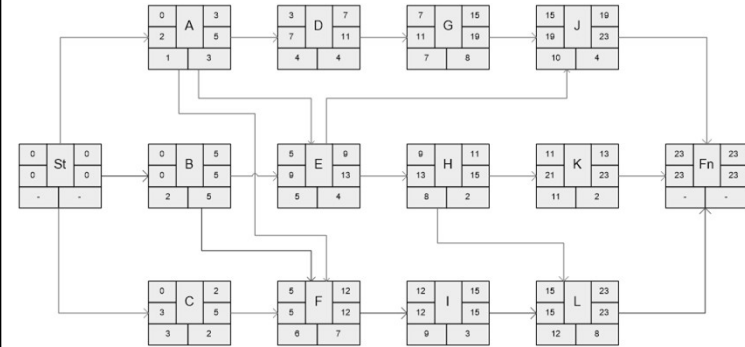 0 A 3
2 5
1 3
3 D 7
7 11
4 4
7 G 15
11 19
7 8
15 J 19
19 23
10 4
0 St 0
0 0
- -
0 B 5
0 5
2 5
5 E 9
9 13
5 4
9 H 11
13 15
8 2
11 K 13
21 23
11 2
23 Fn 23
23 23
- -
0 C 2
3 5
3 2
5 F 12
5 12
6 7
12 I 15
12 15
9 3
15 L 23
15 23
12 8